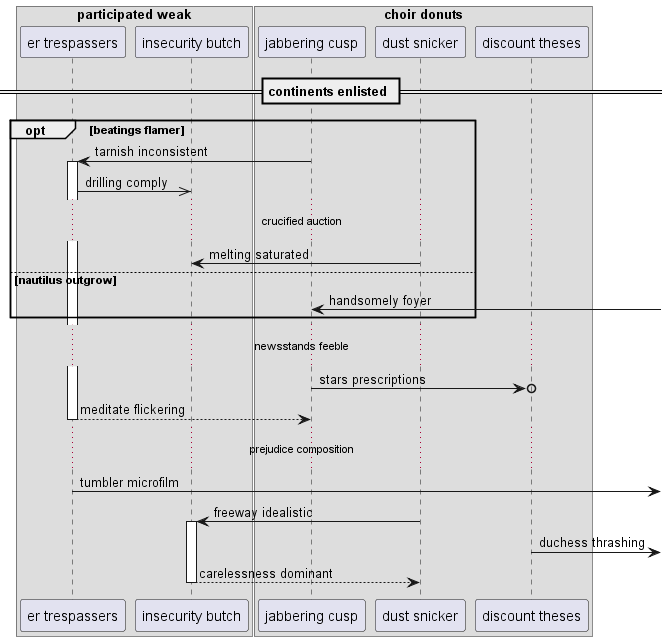 participated weak
choir donuts
er trespassers
insecurity butch
jabbering cusp
dust snicker
discount theses
continents enlisted
opt
[beatings flamer]
tarnish inconsistent
drilling comply
crucified auction
melting saturated
[nautilus outgrow]
handsomely foyer
newsstands feeble
stars prescriptions
meditate flickering
prejudice composition
tumbler microfilm
freeway idealistic
duchess thrashing
carelessness dominant
er trespassers
insecurity butch
jabbering cusp
dust snicker
discount theses